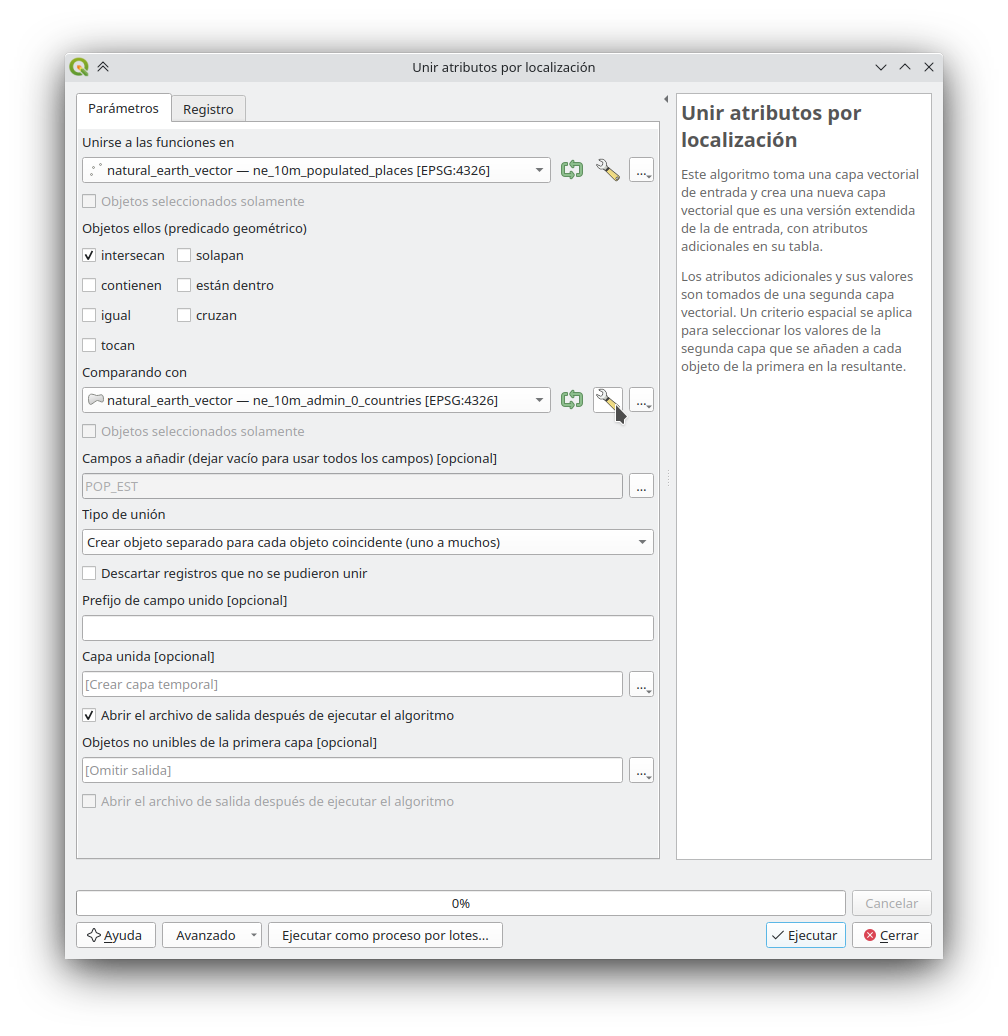 Unir atributos por localización
Parámetros
Registro
Unirse a las funciones en
natural_earth_vector — ne_10m_populated_places [EPSG:4326]
...
Objetos seleccionados solamente
Objetos ellos (predicado geométrico)
intersecan
solapan
contienen
están dentro
igual
cruzan
tocan
Comparando con
natural_earth_vector — ne_10m_admin_0_countries [EPSG:4326]
...
Objetos seleccionados solamente
Campos a añadir (dejar vacío para usar todos los campos) [opcional]
POP_EST
...
Tipo de unión
Crear objeto separado para cada objeto coincidente (uno a muchos)
Descartar registros que no se pudieron unir
Prefijo de campo unido [opcional]
Capa unida [opcional]
[Crear capa temporal]
...
Abrir el archivo de salida después de ejecutar el algoritmo
Objetos no unibles de la primera capa [opcional]
[Omitir salida]
...
Abrir el archivo de salida después de ejecutar el algoritmo
Unir atributos por
localización
Este algoritmo toma una capa vectorial
de entrada y crea una nueva capa
vectorial que es una versión extendida
de la de entrada, con atributos
adicionales en su tabla.
Los atributos adicionales y sus valores
son tomados de una segunda capa
vectorial. Un criterio espacial se aplica
para seleccionar los valores de la
segunda capa que se añaden a cada
objeto de la primera en la resultante.
0%
Cancelar
Ayuda
Avanzado
Ejecutar como proceso por lotes...
Ejecutar
Cerrar